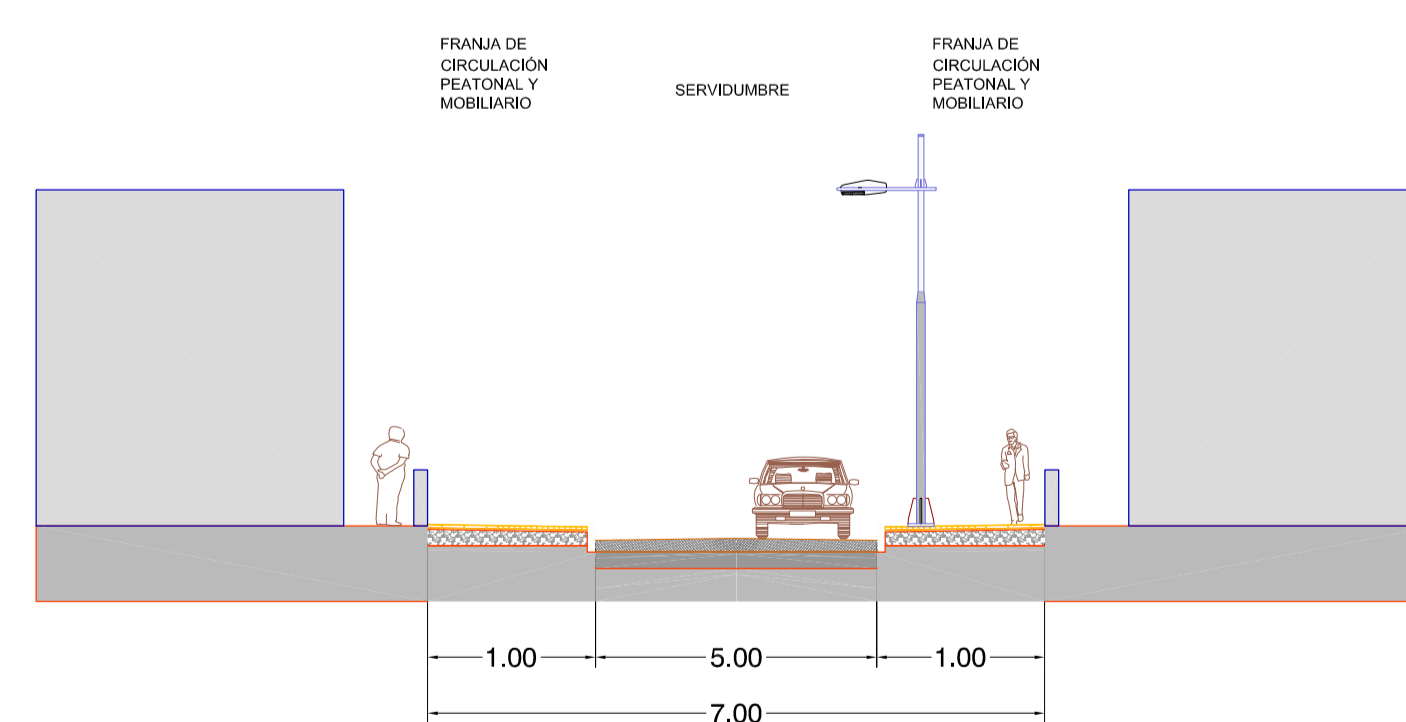 FRANJA DE
CIRCULACIÓN
PEATONAL Y
MOBILIARIO
SERVIDUMBRE
FRANJA DE
CIRCULACIÓN
PEATONAL Y
MOBILIARIO
1.00
5.00
1.00
7.00